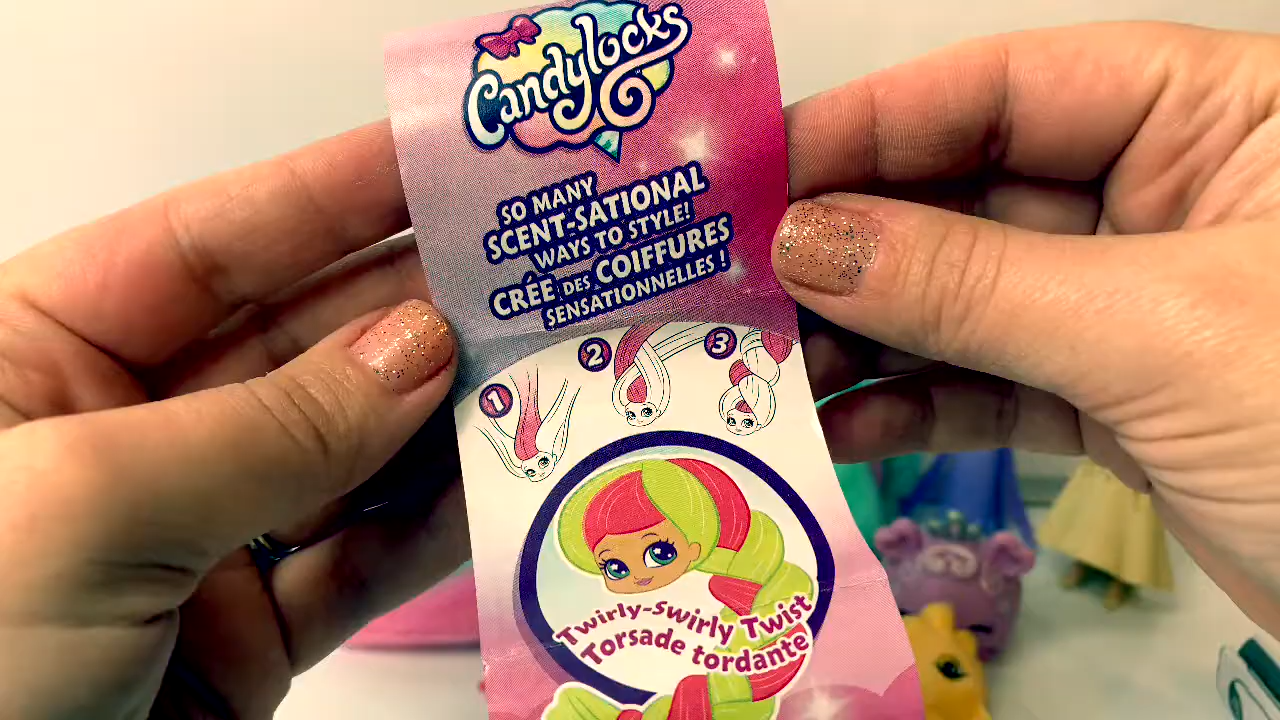 Candylocks
SO MANY
SCENT-SATIONAL
WAYS TO STYLE!
CRÉE DES COIFFURES
SENSATIONNELLES !
1
2
3
Twirly-Swirly Twist
Torsade tordante